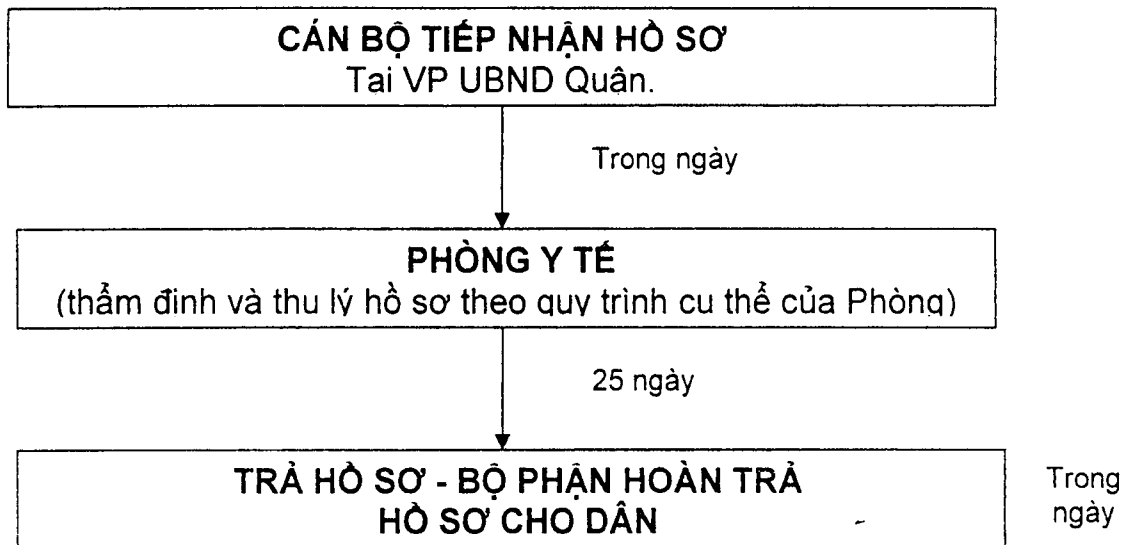 CÁN BỘ TIẾP NHẬN HỒ SƠ
Tai VP UBND Quân.
Trong ngày
PHÒNG Y TẾ
(thẩm đinh và thu lý hồ sơ theo quy trình cu thể của Phòng)
25 ngày
TRẢ HỒ SƠ - BỘ PHẬN HOÀN TRẢ
HỒ SƠ CHO DÂN
Trong
ngày